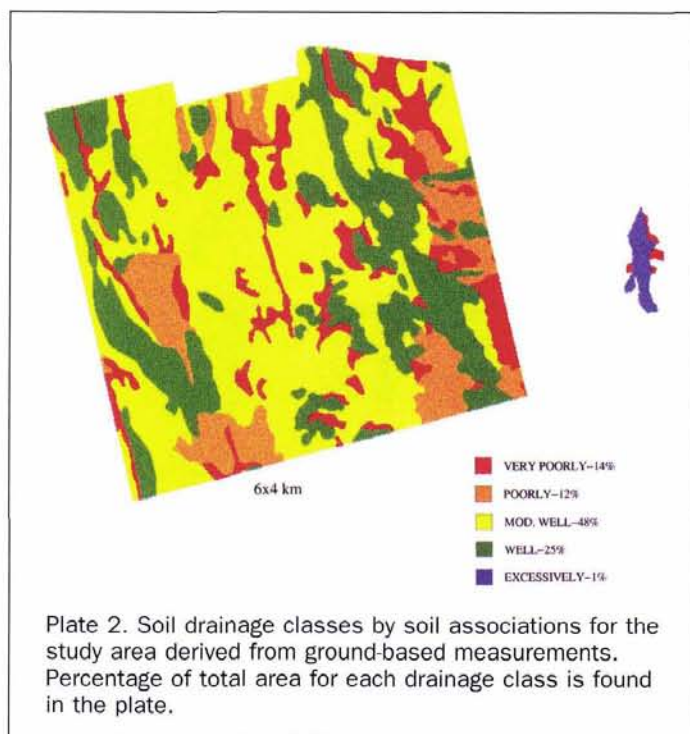 6x4 km
VERY POORLY-14%
POORLY-12%
MOD. WELL-48%
WELL-25%
EXCESSIVELY-1%
Plate 2. Soil drainage classes by soil associations for the
study area derived from ground-based measurements.
Percentage of total area for each drainage class is found
in the plate.